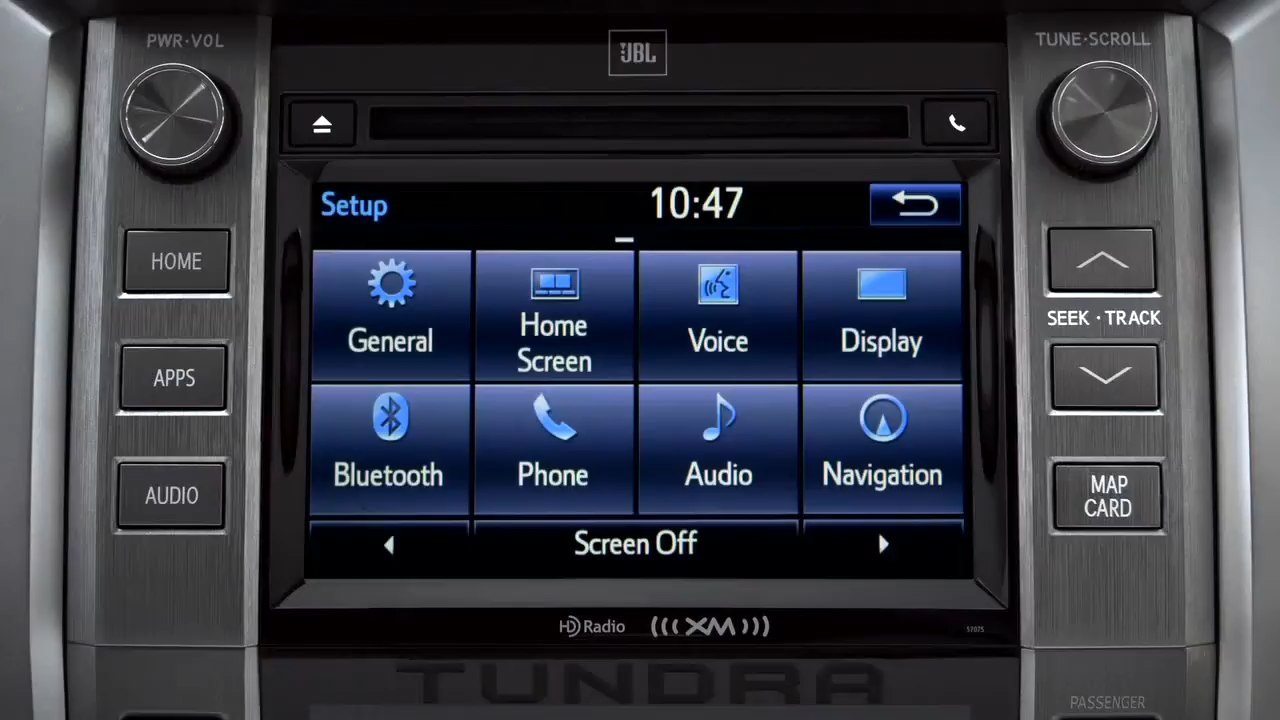 PWR·VOL
JBL
TUNE·SCROLL
Setup
10:47
HOME
General
Home
Screen
Voice
Display
SEEK · TRACK
APPS
Bluetooth
Phone
Audio
Navigation
AUDIO
MAP
CARD
Screen Off
HD Radio
XM
57075
TUNDRA
PASSENGER